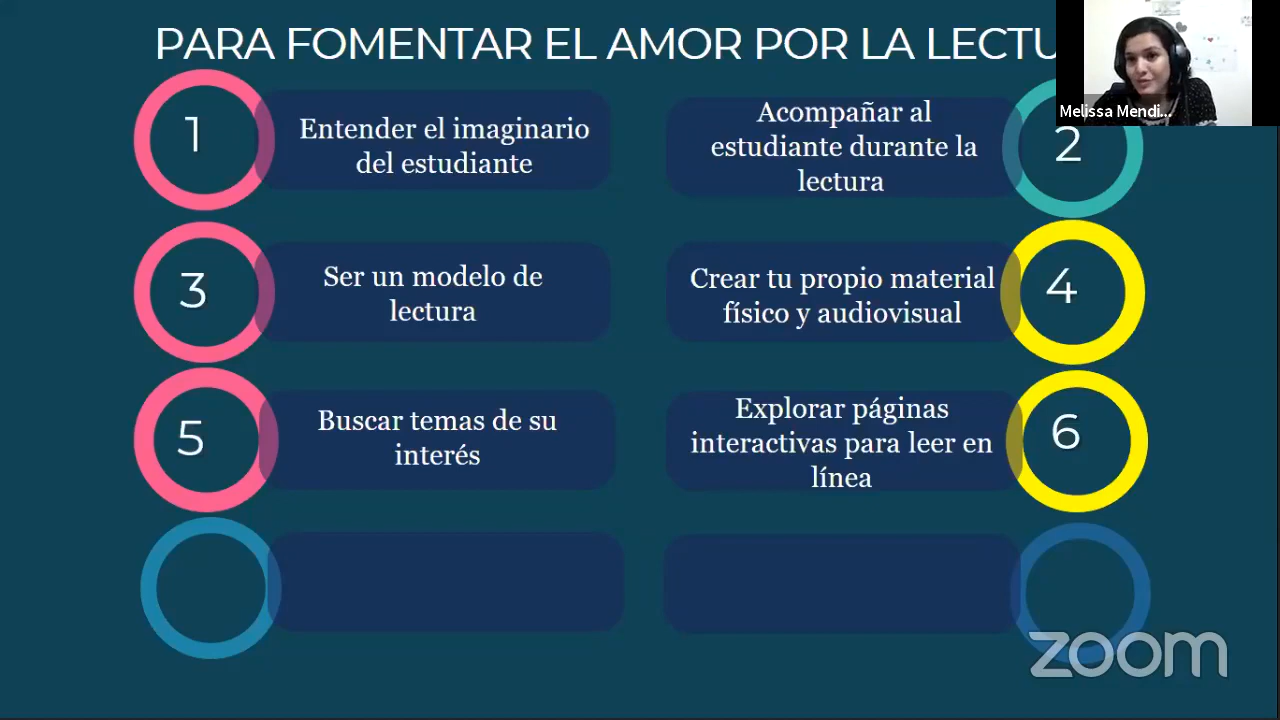 PARA FOMENTAR EL AMOR POR LA LECTU
Melissa Mendi...
1
Entender el imaginario
del estudiante
Acompañar al
estudiante durante la
lectura
2
3
Ser un modelo de
lectura
Crear tu propio material
físico y audiovisual
4
5
Buscar temas de su
interés
Explorar páginas
interactivas para leer en
línea
6
zoom